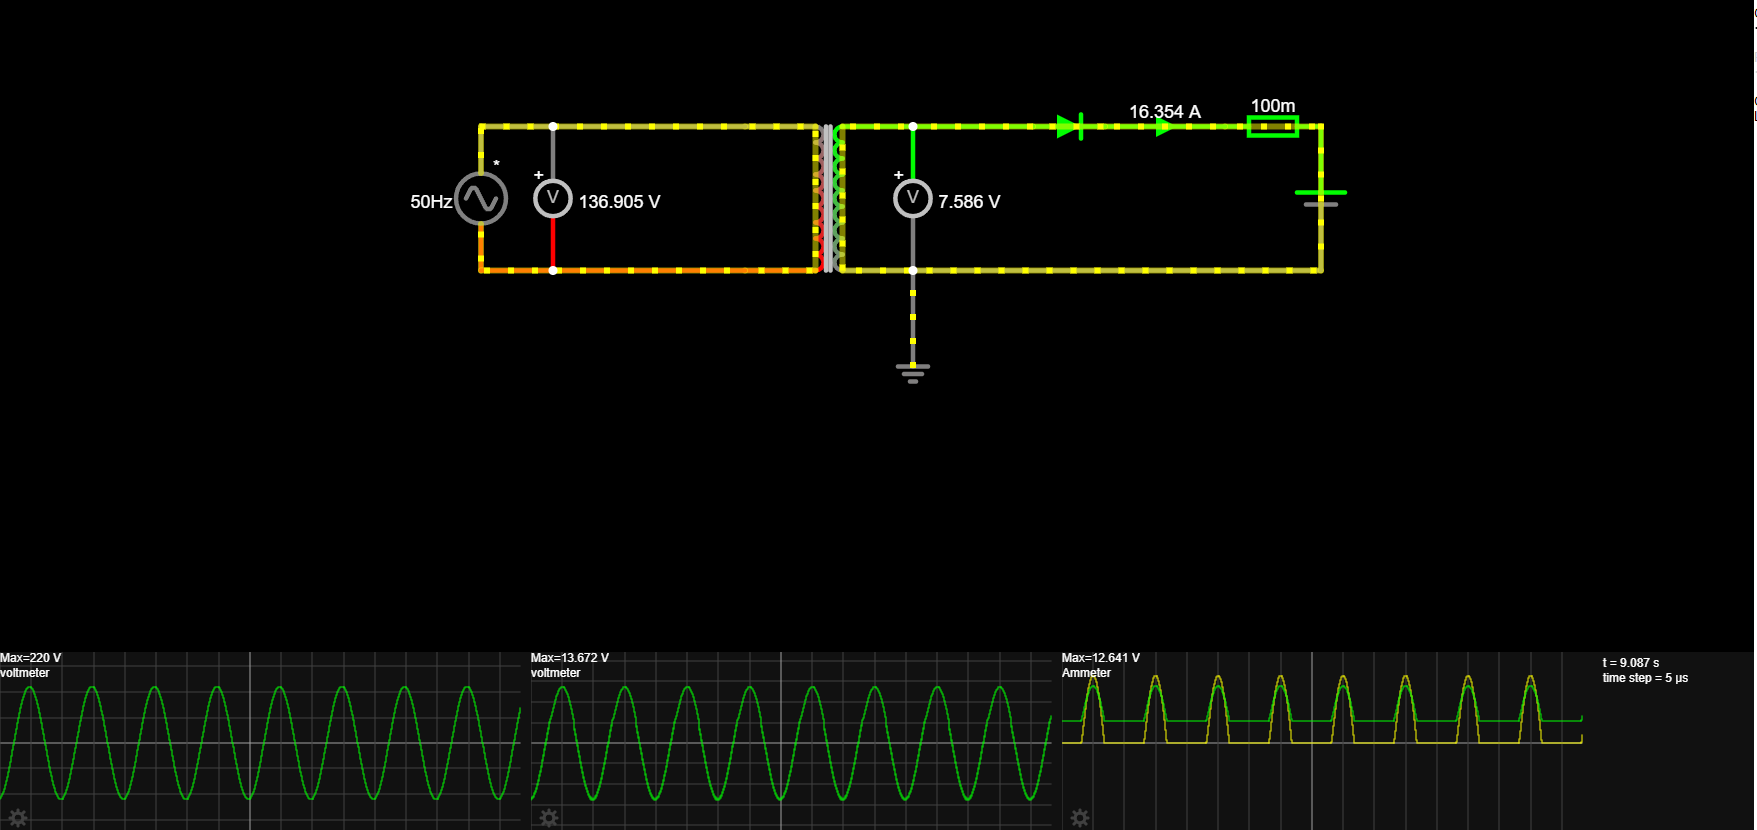 16.354 A
100m
*
+
+
50Hz
V
136.905 V
V
7.586 V
Max=220 V
voltmeter
Max=13.672 V
voltmeter
Max=12.641 V
Ammeter
t = 9.087 s
time step = 5 µs